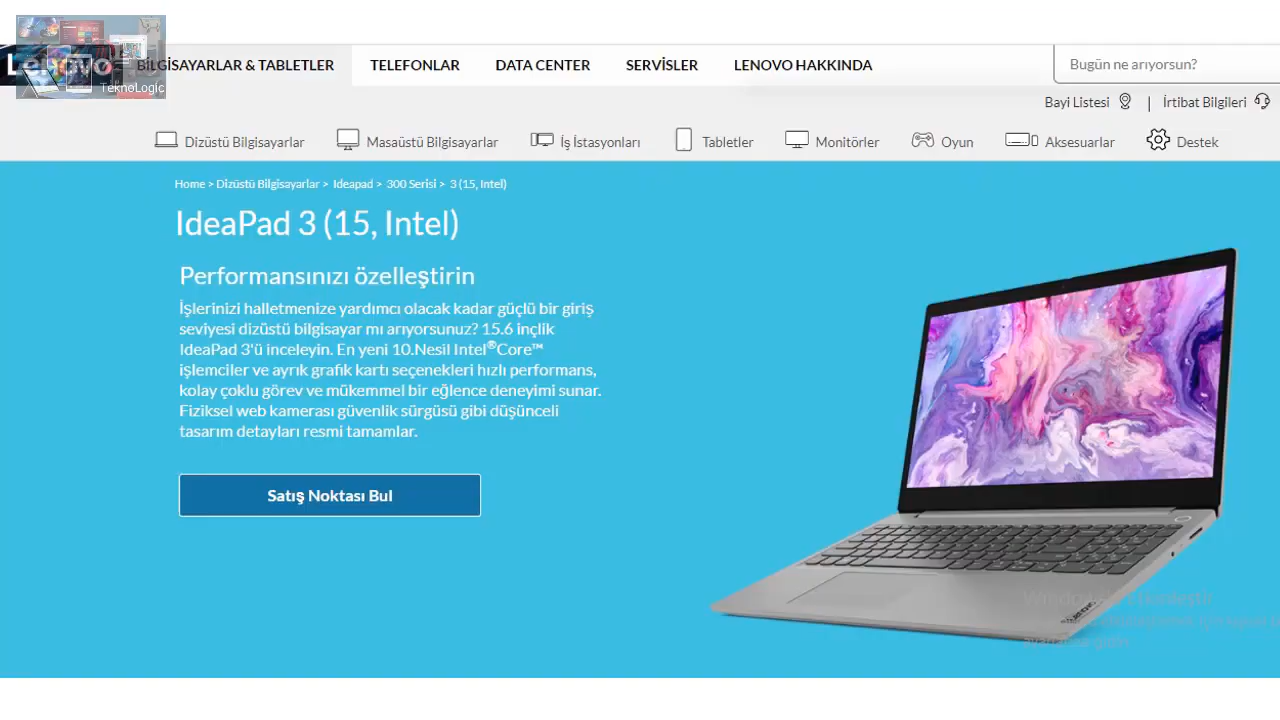 Lenovo
TeknoLogic
BİLGİSAYARLAR & TABLETLER
TELEFONLAR
DATA CENTER
SERVİSLER
LENOVO HAKKINDA
Bugün ne arıyorsun?
Bayi Listesi | İrtibat Bilgileri
Dizüstü Bilgisayarlar
Masaüstü Bilgisayarlar
İş İstasyonları
Tabletler
Monitörler
Oyun
Aksesuarlar
Destek
Home > Dizüstü Bilgisayarlar > Ideapad > 300 Serisi > 3 (15, Intel)
IdeaPad 3 (15, Intel)
Performansınızı özelleştirin
İşlerinizi halletmenize yardımcı olacak kadar güçlü bir giriş
seviyesi dizüstü bilgisayar mı arıyorsunuz? 15.6 inçlik
IdeaPad 3'ü inceleyin. En yeni 10.Nesil Intel®Core™
işlemciler ve ayrık grafik kartı seçenekleri hızlı performans,
kolay çoklu görev ve mükemmel bir eğlence deneyimi sunar.
Fiziksel web kamerası güvenlik sürgüsü gibi düşünceli
tasarım detayları resmi tamamlar.
Satış Noktası Bul
Lenovo